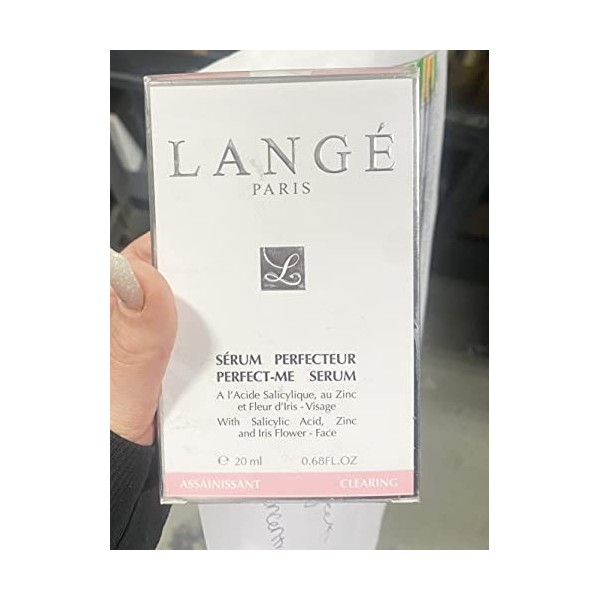 LANGÉ
PARIS
L
SÉRUM PERFECTEUR
PERFECT-ME SERUM
A l'Acide Salicylique, au Zinc
et Fleur d'Iris - Visage
With Salicylic Acid, Zinc
and Iris Flower - Face
℮ 20 ml 0.68FL.OZ
ASSAINISSANT CLEARING